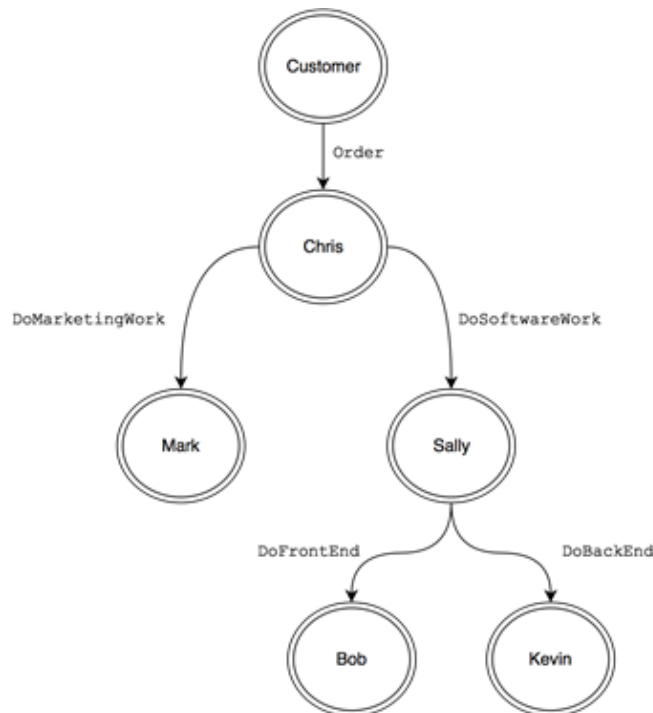 Customer
Order
Chris
DoMarketingWork
DoSoftwareWork
Mark
Sally
DoFrontEnd
DoBackEnd
Bob
Kevin